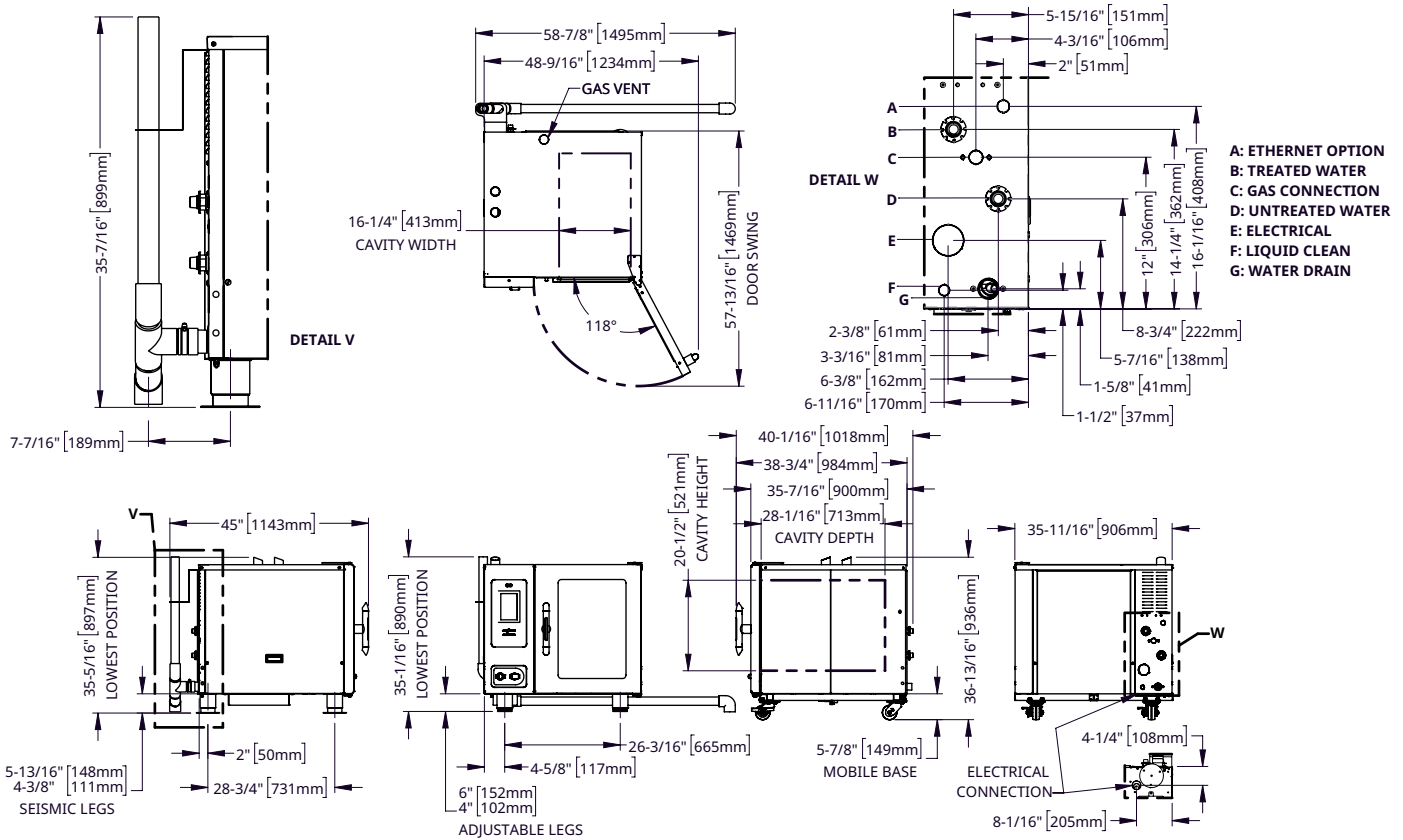 35-7/16" [899mm]
7-7/16" [189mm]
DETAIL V
58-7/8" [1495mm]
48-9/16" [1234mm]
GAS VENT
16-1/4" [413mm]
CAVITY WIDTH
118°
57-13/16" [1469mm]
DOOR SWING
5-15/16" [151mm]
4-3/16" [106mm]
2" [51mm]
A
B
C
DETAIL W
D
E
F
G
12" [306mm]
14-1/4" [362mm]
16-1/16" [408mm]
2-3/8" [61mm]
3-3/16" [81mm]
6-3/8" [162mm]
6-11/16" [170mm]
8-3/4" [222mm]
5-7/16" [138mm]
1-5/8" [41mm]
1-1/2" [37mm]
A: ETHERNET OPTION
B: TREATED WATER
C: GAS CONNECTION
D: UNTREATED WATER
E: ELECTRICAL
F: LIQUID CLEAN
G: WATER DRAIN
V
45" [1143mm]
35-5/16" [897mm]
LOWEST POSITION
2" [50mm]
5-13/16" [148mm]
4-3/8" [111mm]
SEISMIC LEGS
28-3/4" [731mm]
35-1/16" [890mm]
LOWEST POSITION
26-3/16" [665mm]
4-5/8" [117mm]
6" [152mm]
4" [102mm]
ADJUSTABLE LEGS
40-1/16" [1018mm]
38-3/4" [984mm]
35-7/16" [900mm]
28-1/16" [713mm]
CAVITY DEPTH
20-1/2" [521mm]
CAVITY HEIGHT
36-13/16" [936mm]
5-7/8" [149mm]
MOBILE BASE
35-11/16" [906mm]
W
4-1/4" [108mm]
ELECTRICAL
CONNECTION
8-1/16" [205mm]